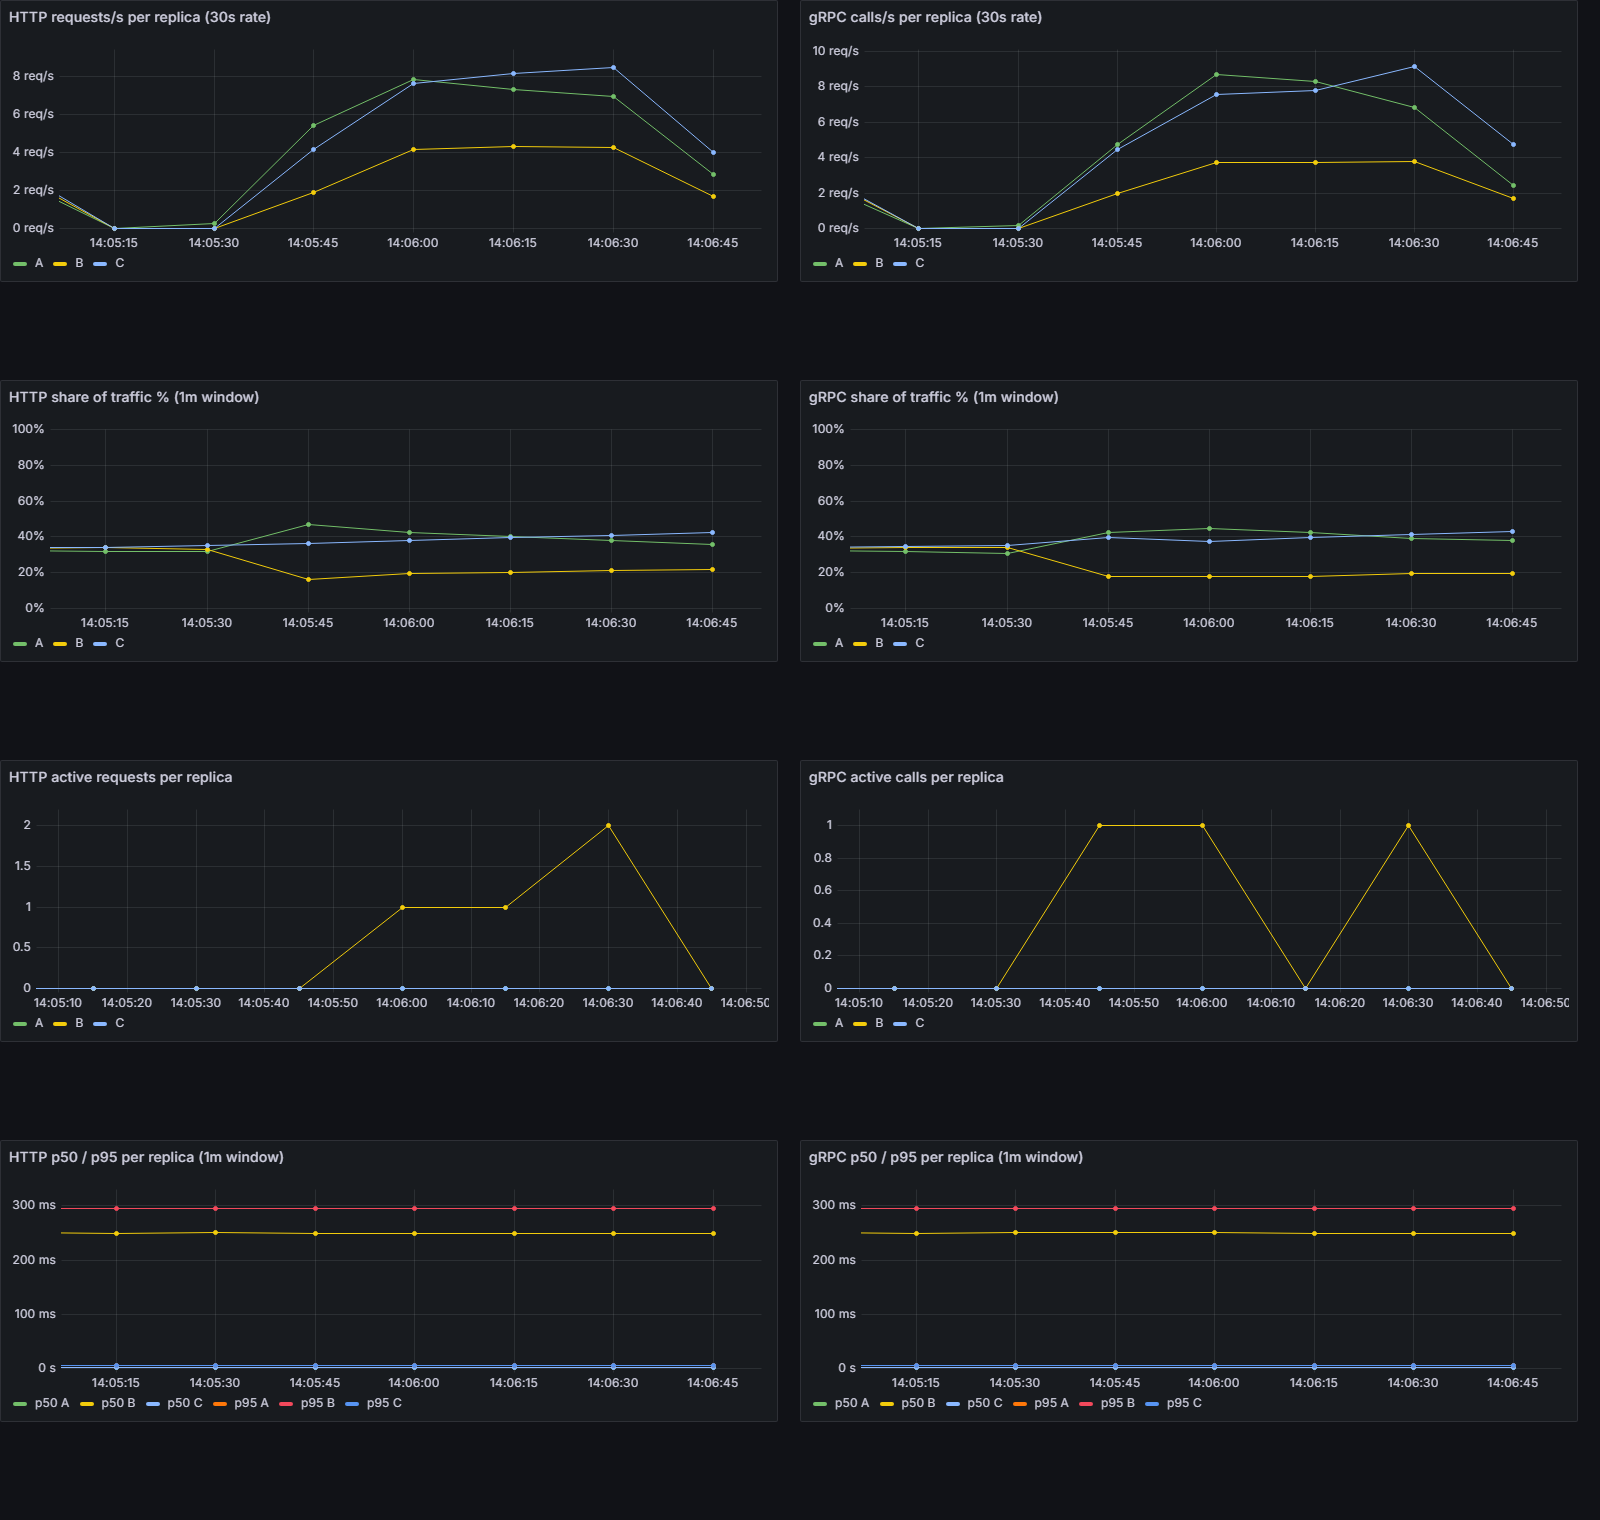 HTTP requests/s per replica (30s rate)
8 req/s
6 req/s
4 req/s
2 req/s
0 req/s
14:05:15 14:05:30 14:05:45 14:06:00 14:06:15 14:06:30 14:06:45
A B C
gRPC calls/s per replica (30s rate)
10 req/s
8 req/s
6 req/s
4 req/s
2 req/s
0 req/s
14:05:15 14:05:30 14:05:45 14:06:00 14:06:15 14:06:30 14:06:45
A B C
HTTP share of traffic % (1m window)
100%
80%
60%
40%
20%
0%
14:05:15 14:05:30 14:05:45 14:06:00 14:06:15 14:06:30 14:06:45
A B C
gRPC share of traffic % (1m window)
100%
80%
60%
40%
20%
0%
14:05:15 14:05:30 14:05:45 14:06:00 14:06:15 14:06:30 14:06:45
A B C
HTTP active requests per replica
2
1.5
1
0.5
0
14:05:10 14:05:20 14:05:30 14:05:40 14:05:50 14:06:00 14:06:10 14:06:20 14:06:30 14:06:40 14:06:50
A B C
gRPC active calls per replica
1
0.8
0.6
0.4
0.2
0
14:05:10 14:05:20 14:05:30 14:05:40 14:05:50 14:06:00 14:06:10 14:06:20 14:06:30 14:06:40 14:06:50
A B C
HTTP p50 / p95 per replica (1m window)
300 ms
200 ms
100 ms
0 s
14:05:15 14:05:30 14:05:45 14:06:00 14:06:15 14:06:30 14:06:45
p50 A p50 B p50 C p95 A p95 B p95 C
gRPC p50 / p95 per replica (1m window)
300 ms
200 ms
100 ms
0 s
14:05:15 14:05:30 14:05:45 14:06:00 14:06:15 14:06:30 14:06:45
p50 A p50 B p50 C p95 A p95 B p95 C